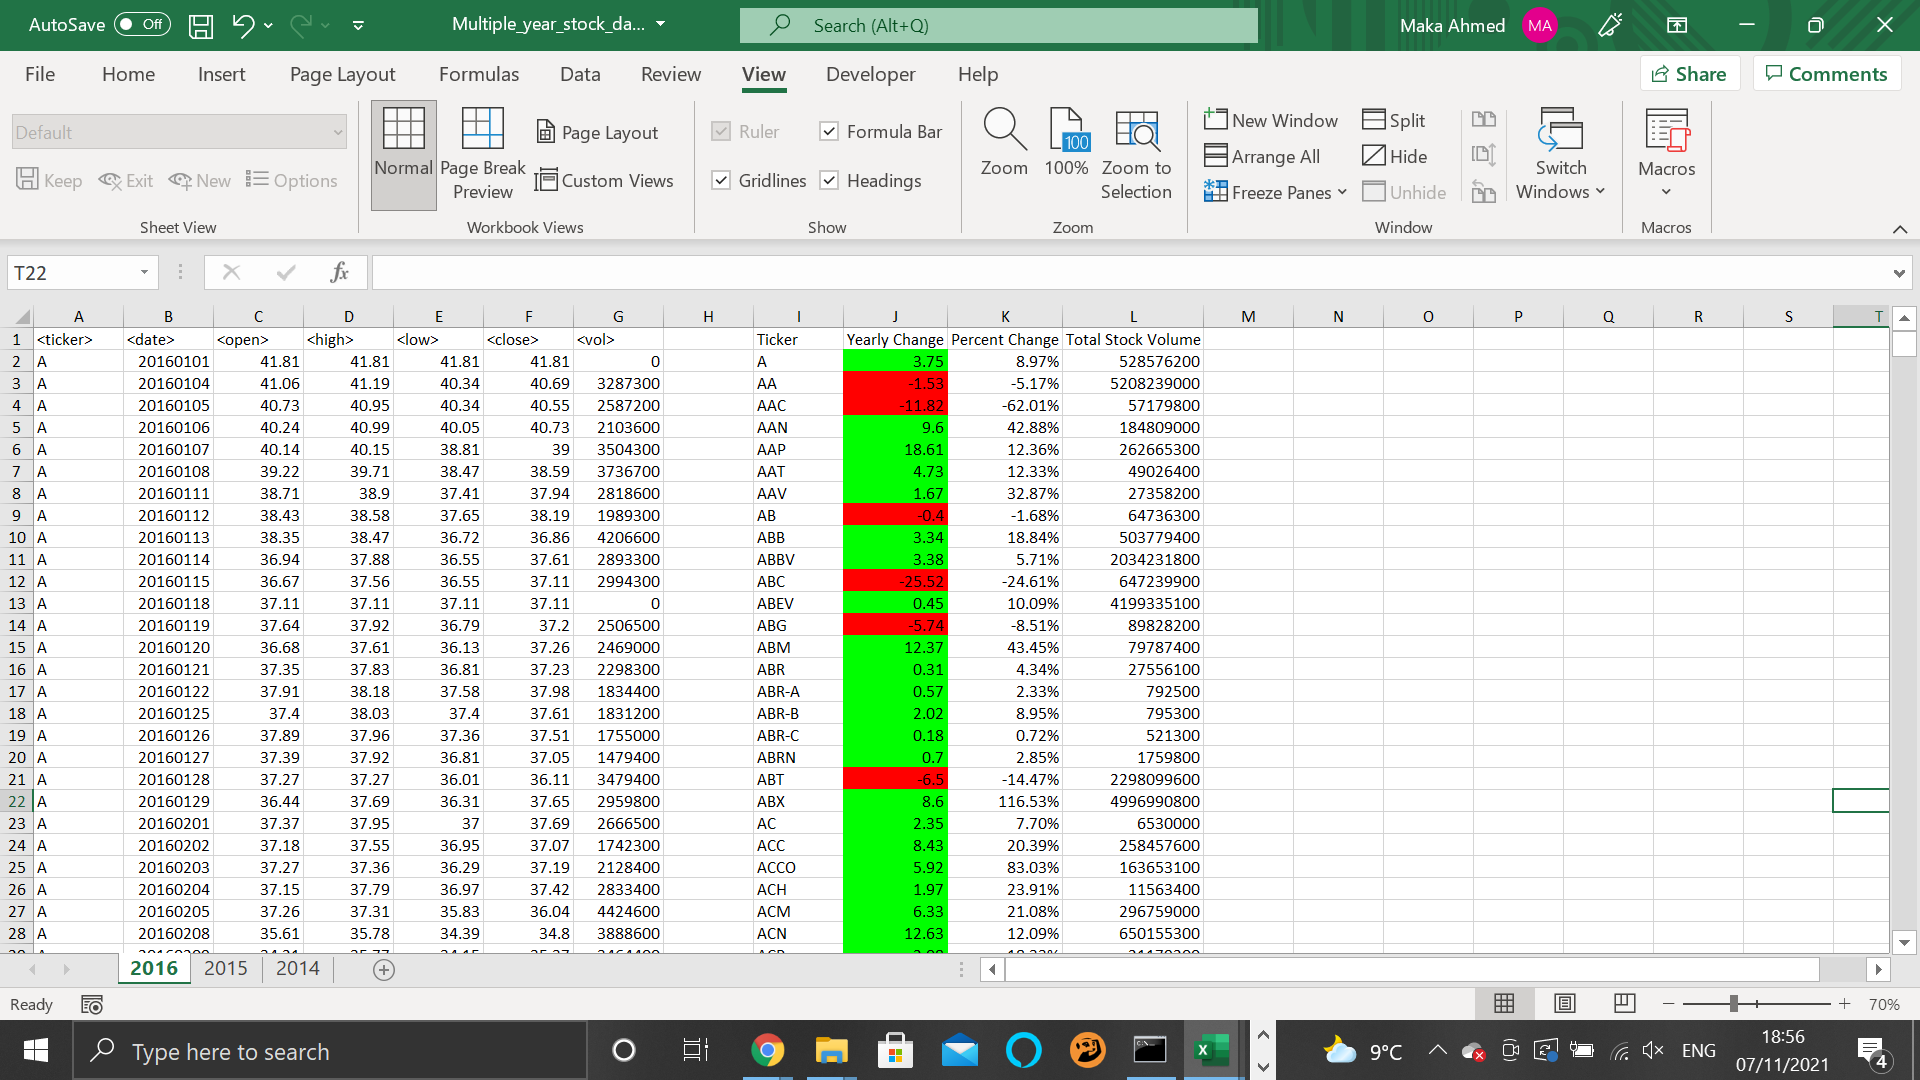 AutoSave Off Multiple_year_stock_da... Search (Alt+Q) Maka Ahmed MA
File Home Insert Page Layout Formulas Data Review View Developer Help Share Comments
Default
Keep Exit New Options
Sheet View
Normal
Page Break Preview
Page Layout
Custom Views
Workbook Views
Ruler Formula Bar
Gridlines Headings
Show
Zoom 100% Zoom to Selection
100
Zoom
New Window Split
Arrange All Hide
Freeze Panes Unhide
Switch Windows
Window
Macros
Macros
T22 fx
A B C D E F G H I J K L M N O P Q R S T
1 <ticker> <date> <open> <high> <low> <close> <vol> Ticker Yearly Change Percent Change Total Stock Volume
2 A 20160101 41.81 41.81 41.81 41.81 0 A 3.75 8.97% 528576200
3 A 20160104 41.06 41.19 40.34 40.69 3287300 AA -1.53 -5.17% 5208239000
4 A 20160105 40.73 40.95 40.34 40.55 2587200 AAC -11.82 -62.01% 57179800
5 A 20160106 40.24 40.99 40.05 40.73 2103600 AAN 9.6 42.88% 184809000
6 A 20160107 40.14 40.15 38.81 39 3504300 AAP 18.61 12.36% 262665300
7 A 20160108 39.22 39.71 38.47 38.59 3736700 AAT 4.73 12.33% 49026400
8 A 20160111 38.71 38.9 37.41 37.94 2818600 AAV 1.67 32.87% 27358200
9 A 20160112 38.43 38.58 37.65 38.19 1989300 AB -0.4 -1.68% 64736300
10 A 20160113 38.35 38.47 36.72 36.86 4206600 ABB 3.34 18.84% 503779400
11 A 20160114 36.94 37.88 36.55 37.61 2893300 ABBV 3.38 5.71% 2034231800
12 A 20160115 36.67 37.56 36.55 37.11 2994300 ABC -25.52 -24.61% 647239900
13 A 20160118 37.11 37.11 37.11 37.11 0 ABEV 0.45 10.09% 4199335100
14 A 20160119 37.64 37.92 36.79 37.2 2506500 ABG -5.74 -8.51% 89828200
15 A 20160120 36.68 37.61 36.13 37.26 2469000 ABM 12.37 43.45% 79787400
16 A 20160121 37.35 37.83 36.81 37.23 2298300 ABR 0.31 4.34% 27556100
17 A 20160122 37.91 38.18 37.58 37.98 1834400 ABR-A 0.57 2.33% 792500
18 A 20160125 37.4 38.03 37.4 37.61 1831200 ABR-B 2.02 8.95% 795300
19 A 20160126 37.89 37.96 37.36 37.51 1755000 ABR-C 0.18 0.72% 521300
20 A 20160127 37.39 37.92 36.81 37.05 1479400 ABRN 0.7 2.85% 1759800
21 A 20160128 37.27 37.27 36.01 36.11 3479400 ABT -6.5 -14.47% 2298099600
22 A 20160129 36.44 37.69 36.31 37.65 2959800 ABX 8.6 116.53% 4996990800
23 A 20160201 37.37 37.95 37 37.69 2666500 AC 2.35 7.70% 6530000
24 A 20160202 37.18 37.55 36.95 37.07 1742300 ACC 8.43 20.39% 258457600
25 A 20160203 37.27 37.36 36.29 37.19 2128400 ACCO 5.92 83.03% 163653100
26 A 20160204 37.15 37.79 36.97 37.42 2833400 ACH 1.97 23.91% 11563400
27 A 20160205 37.26 37.31 35.83 36.04 4424600 ACM 6.33 21.08% 296759000
28 A 20160208 35.61 35.78 34.39 34.8 3888600 ACN 12.63 12.09% 650155300
2016 2015 2014
Ready 70%
Type here to search 9°C ENG 18:56 07/11/2021 4